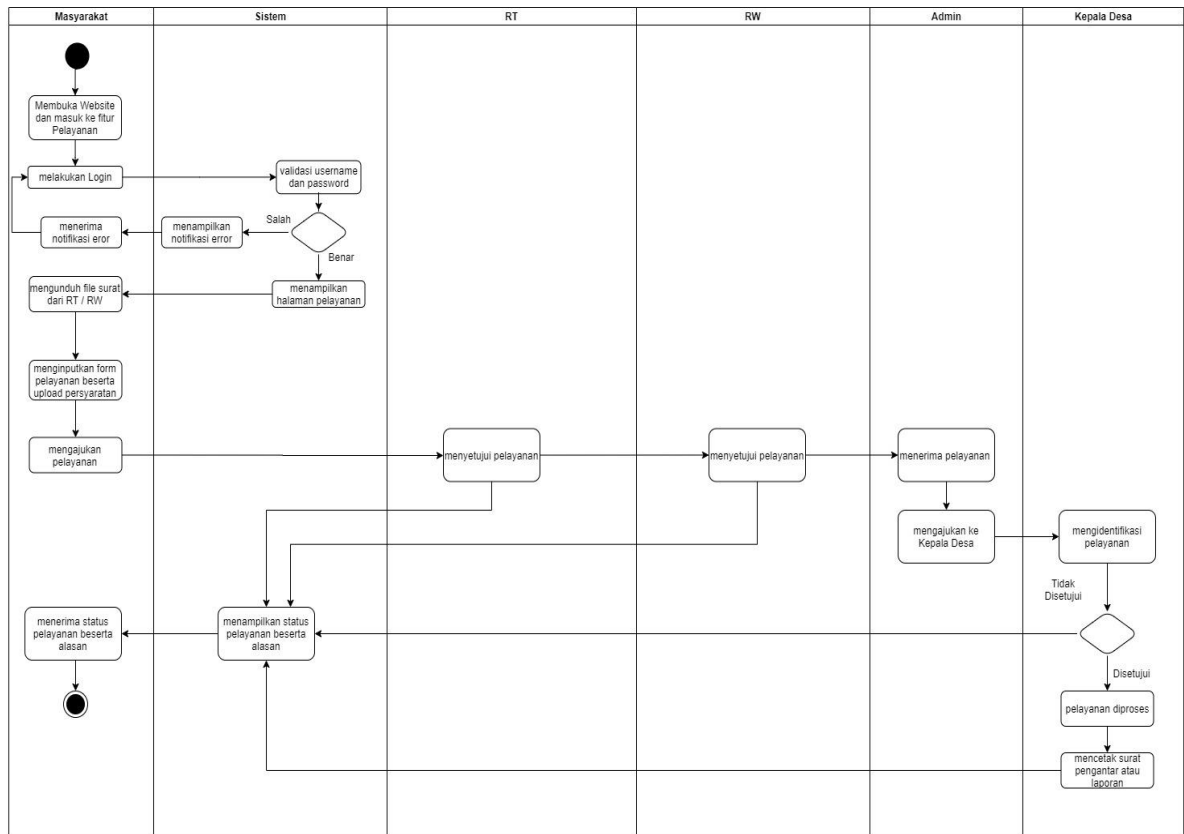 Masyarakat
Sistem
RT
RW
Admin
Kepala Desa
Membuka Website
dan masuk ke fitur
Pelayanan
melakukan Login
validasi username
dan password
Salah
menampilkan
notifikasi error
menerima
notifikasi eror
Benar
menampilkan
halaman pelayanan
mengunduh file surat
dari RT / RW
menginputkan form
pelayanan beserta
upload persyaratan
mengajukan
pelayanan
menyetujui pelayanan
menyetujui pelayanan
menerima pelayanan
mengajukan ke
Kepala Desa
mengidentifikasi
pelayanan
Tidak
Disetujui
menampilkan status
pelayanan beserta
alasan
menerima status
pelayanan beserta
alasan
Disetujui
pelayanan diproses
mencetak surat
pengantar atau
laporan